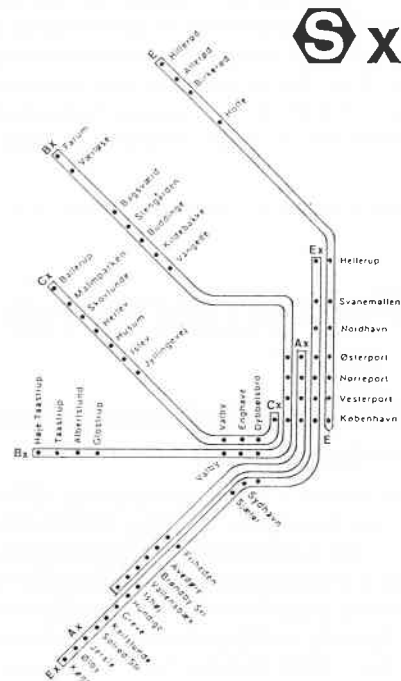 S x
E
Hillerød
Allerød
Birkerød
Holte
Bx
Farum
Værløse
Bagsværd
Stengården
Buddinge
Kildebakke
Vangede
Cx
Ballerup
Malmparken
Skovlunde
Herlev
Husum
Islev
Jyllingevej
Ex
Hellerup
Svanemøllen
Nordhavn
Ax
Østerport
Nørreport
Vesterport
Cx
København
E
Valby
Enghave
Dybbølsbro
Bx
Høje Taastrup
Taastrup
Albertslund
Glostrup
Valby
Sydhavn
Sjælør
Friheden
Avedøre
Brøndby Str
Vallensbæk
Ishøj
Hundige
Greve
Karlslunde
Solrød Str
Jersie
Ølby
Ax
Ex